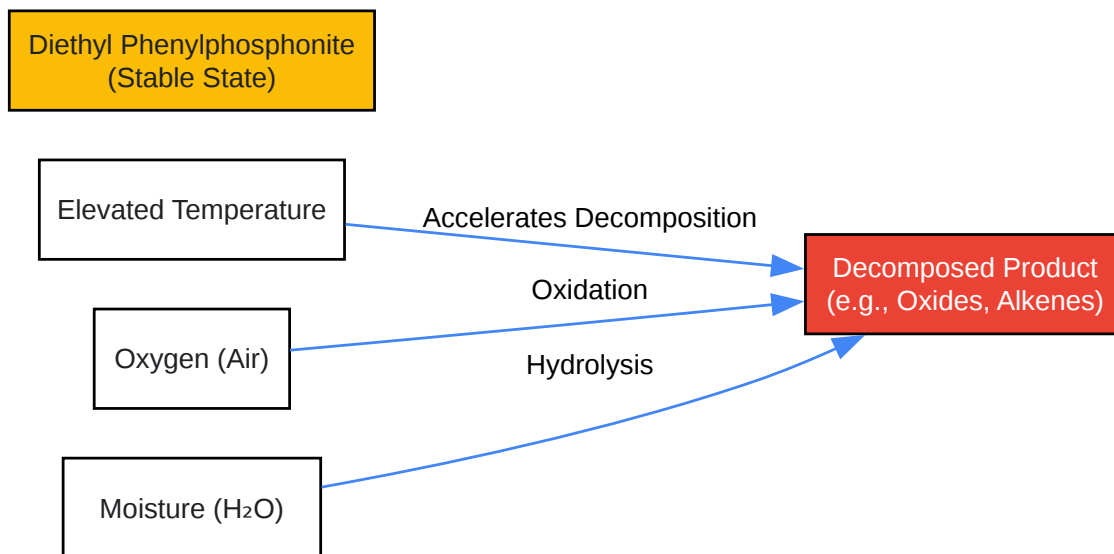 Diethyl Phenylphosphonite
(Stable State)
Elevated Temperature
Accelerates Decomposition
Decomposed Product
(e.g., Oxides, Alkenes)
Oxidation
Oxygen (Air)
Hydrolysis
Moisture (H₂O)